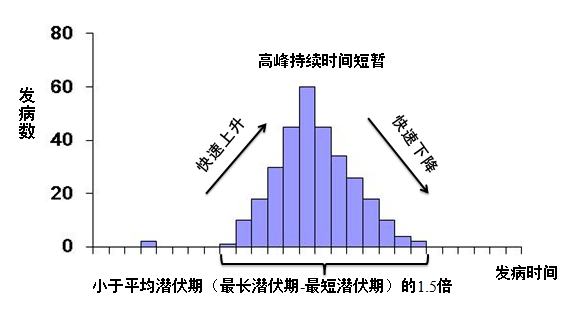 80
高峰持续时间短暂
60
发病数
快速上升
快速下降
40
20
0
发病时间
小于平均潜伏期（最长潜伏期-最短潜伏期）的1.5倍